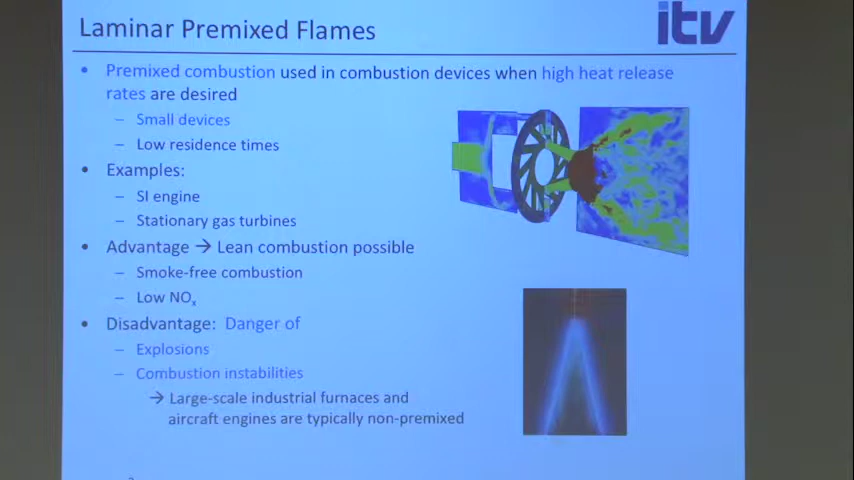 Laminar Premixed Flames
itv
• Premixed combustion used in combustion devices when high heat release
rates are desired
– Small devices
– Low residence times
• Examples:
– SI engine
– Stationary gas turbines
• Advantage → Lean combustion possible
– Smoke-free combustion
– Low NOx
• Disadvantage: Danger of
– Explosions
– Combustion instabilities
→ Large-scale industrial furnaces and
aircraft engines are typically non-premixed